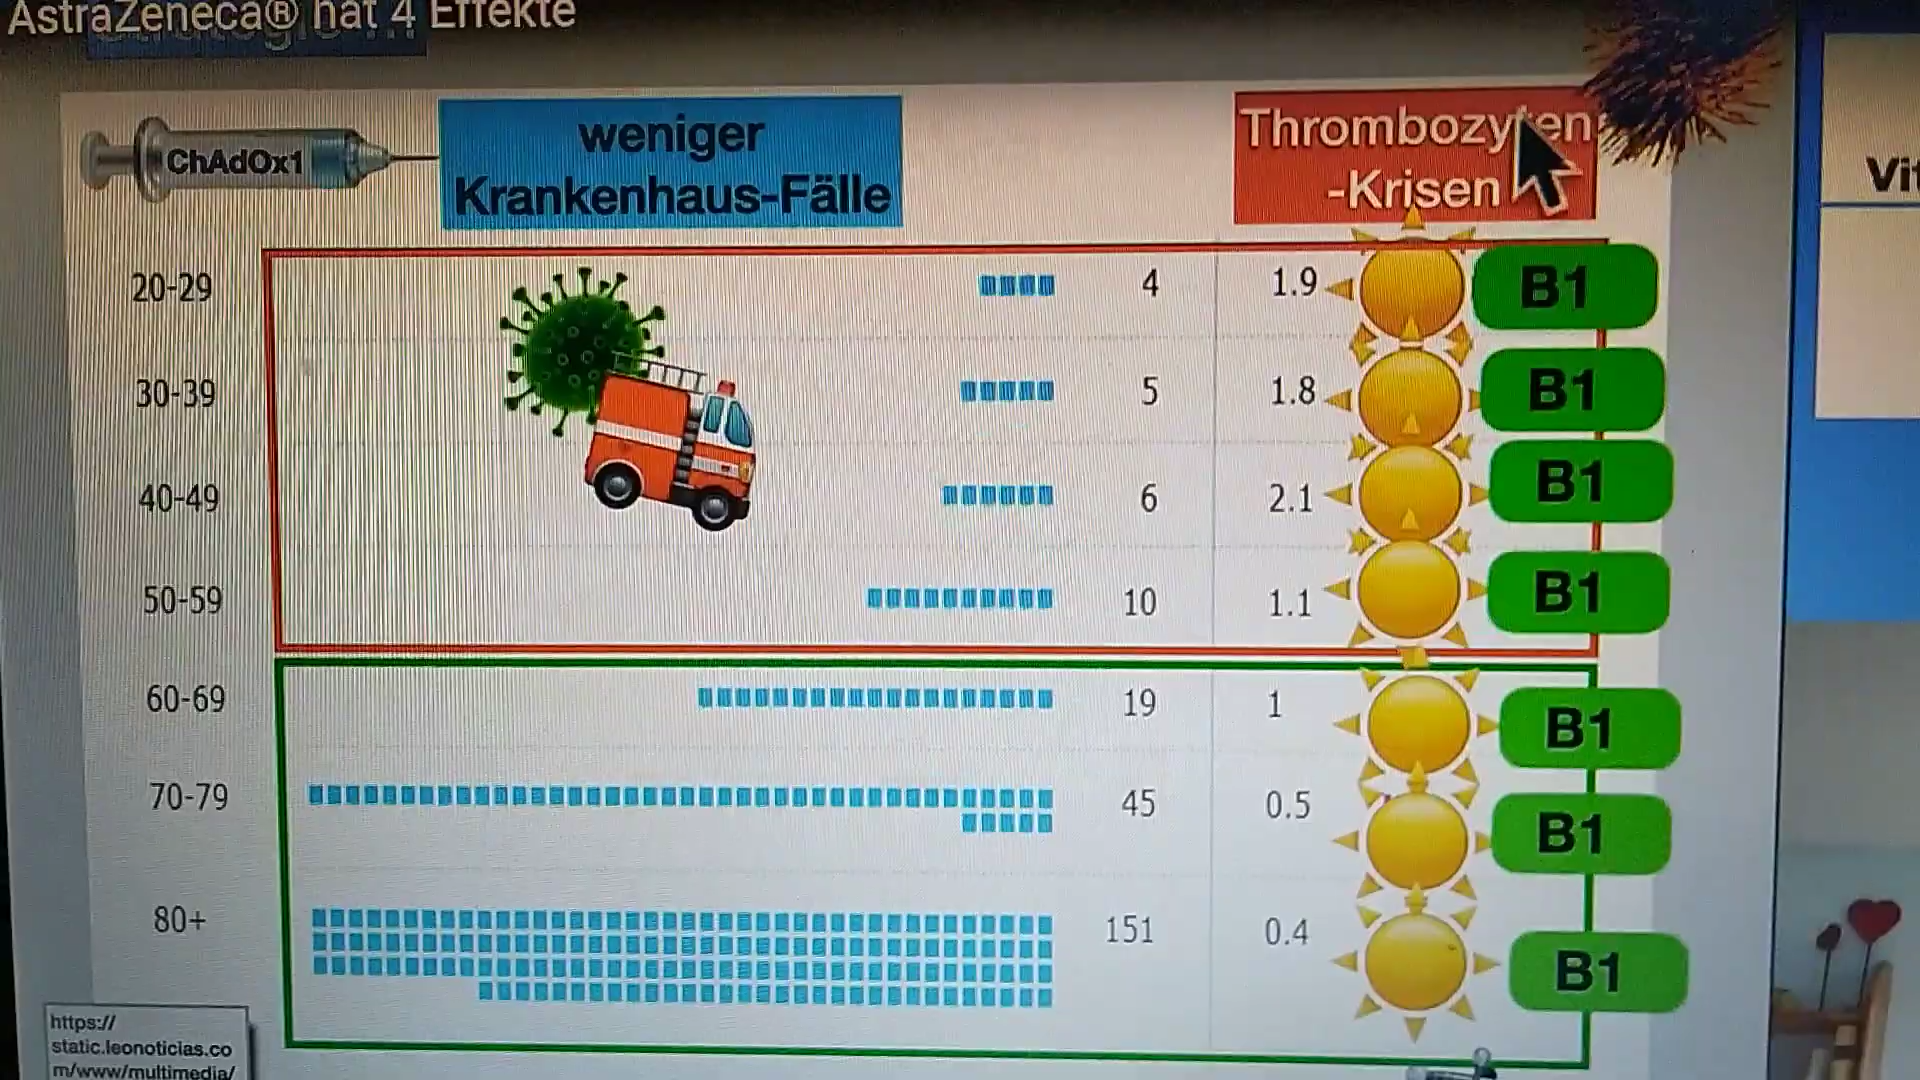 AstraZeneca® hat 4 Effekte
ChAdOx1
weniger
Krankenhaus-Fälle
Thrombozyten
-Krisen
Vit
20-29 4 1.9 B1
30-39 5 1.8 B1
40-49 6 2.1 B1
50-59 10 1.1 B1
60-69 19 1 B1
70-79 45 0.5 B1
80+ 151 0.4 B1
https://
static.leonoticias.co
m/www/multimedia/